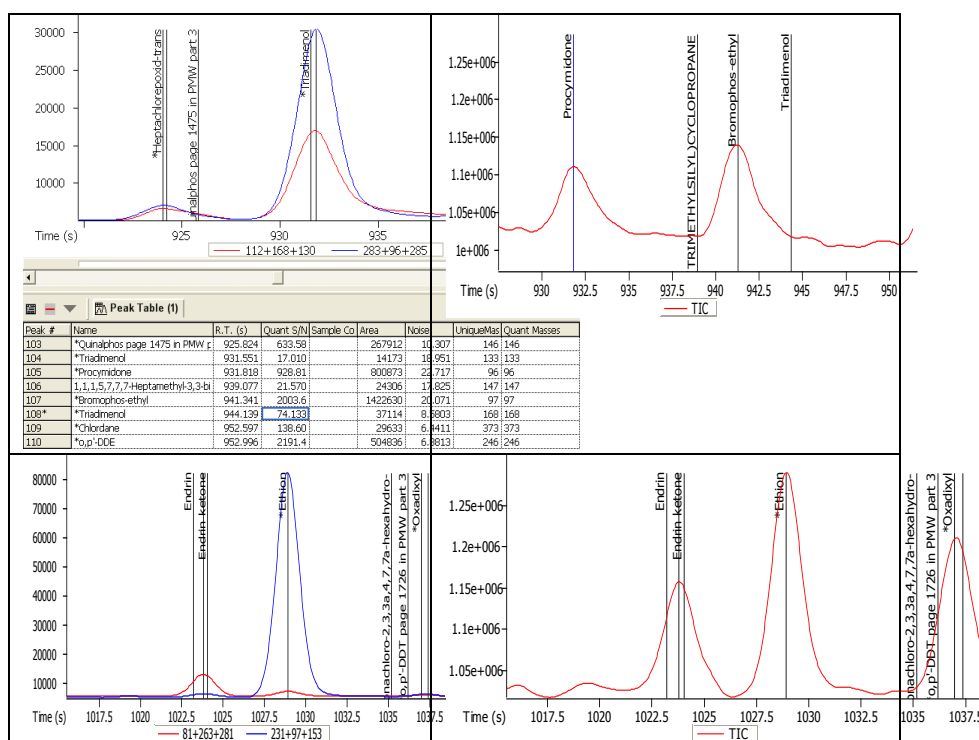 30000
25000
20000
15000
10000
*Heptachlorepoxid-trans
nalphos page 1475 in PMW part 3
*Triadimenol
Time (s) 925 930 935
112+168+130 283+96+285
1.25e+006
1.2e+006
1.15e+006
1.1e+006
1.05e+006
1e+006
Procymidone
TRIMETHYLSILYL)CYCLOPROPANE
Bromophos-ethyl
Triadimenol
Time (s) 930 932.5 935 937.5 940 942.5 945 947.5 950
TIC
Peak Table (1)
Peak # Name R.T. (s) Quant S/N Sample Co Area Noise UniqueMas Quant Masses
103 *Quinalphos page 1475 in PMW p 925.824 633.58 267912 10.307 146 146
104 *Triadimenol 931.551 17.010 14173 18.951 133 133
105 *Procymidone 931.818 928.81 800873 22.717 96 96
106 1,1,1,5,7,7,7-Heptamethyl-3,3-bi 939.077 21.570 24306 17.825 147 147
107 *Bromophos-ethyl 941.341 2003.6 1422630 20.071 97 97
108* *Triadimenol 944.139 74.133 37114 8.6803 168 168
109 *Chlordane 952.597 138.60 29633 6.4411 373 373
110 *o,p'-DDE 952.996 2191.4 504836 6.8813 246 246
80000
70000
60000
50000
40000
30000
20000
10000
Endrin
Endrin ketone
*Ethion
onachloro-2,3,3a,4,7,7a-hexahydro-
'o,p'-DDT page 1726 in PMW part 3
*Oxadixyl
Time (s) 1017.5 1020 1022.5 1025 1027.5 1030 1032.5 1035 1037.5
81+263+281 231+97+153
1.25e+006
1.2e+006
1.15e+006
1.1e+006
1.05e+006
Endrin
Endrin ketone
*Ethion
onachloro-2,3,3a,4,7,7a-hexahydro-
'o,p'-DDT page 1726 in PMW part 3
*Oxadixyl
Time (s) 1017.5 1020 1022.5 1025 1027.5 1030 1032.5 1035 1037.5
TIC